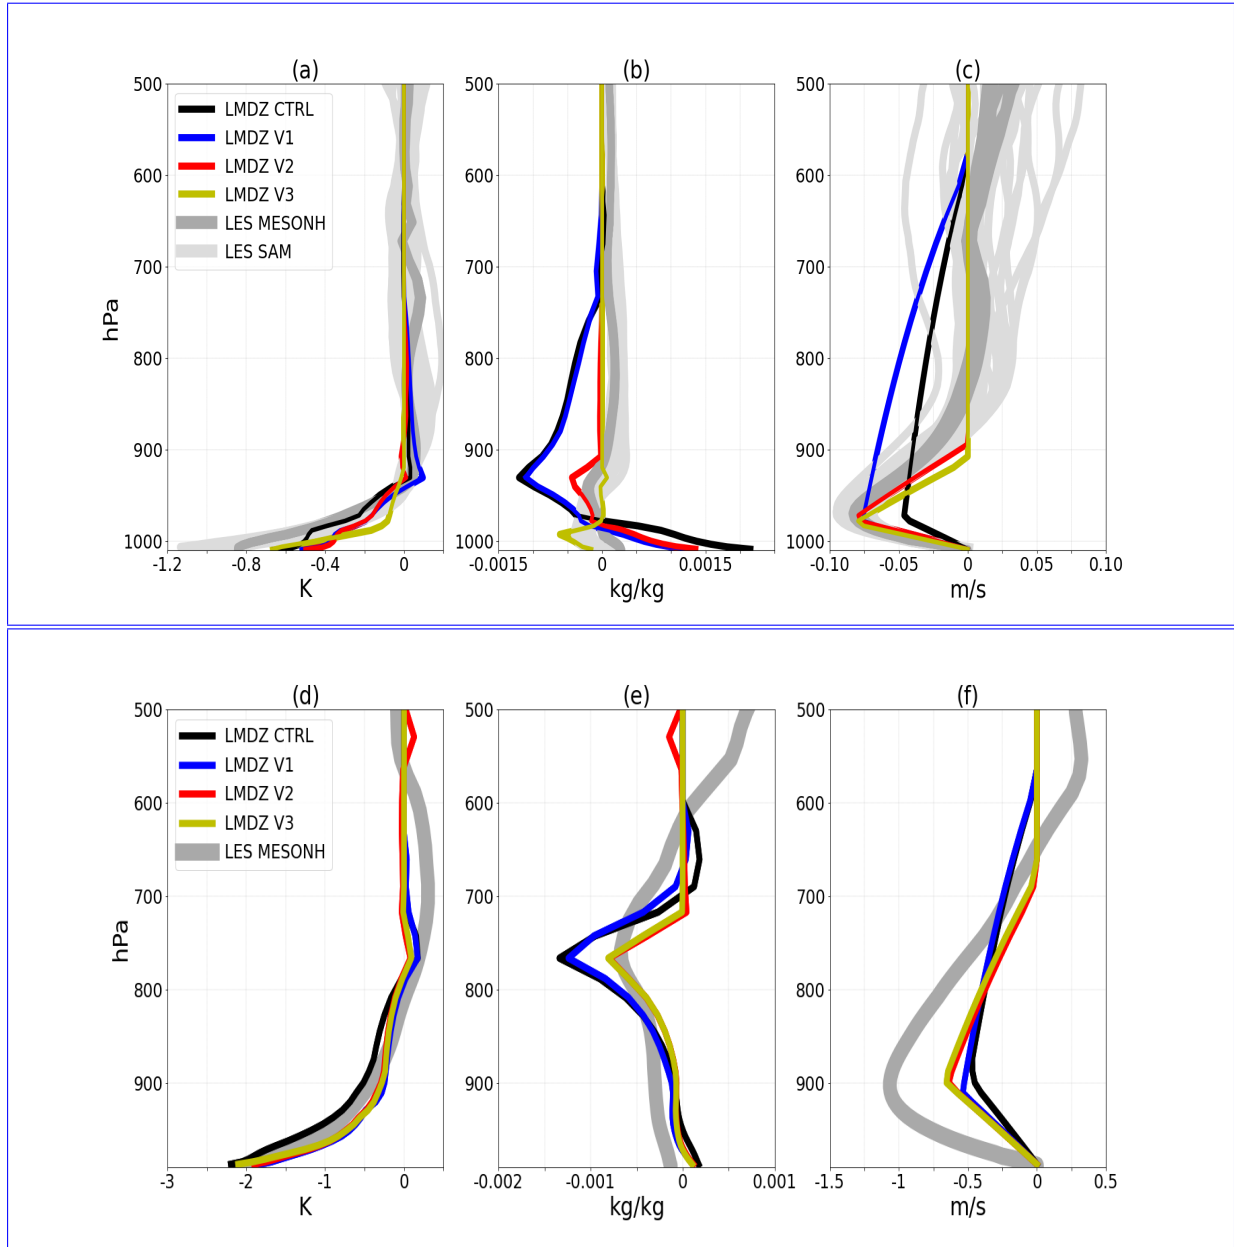 (a) (b) (c)
500 500 500
LMDZ CTRL
LMDZ V1
LMDZ V2
LMDZ V3
LES MESONH
LES SAM
600 600 600
700 700 700
hPa
800 800 800
900 900 900
1000 1000 1000
-1.2 -0.4 0 -0.0015 0 0.0015 -0.10 -0.05 0 0.05 0.10
K kg/kg m/s
(d) (e) (f)
500 500 500
LMDZ CTRL
LMDZ V1
LMDZ V2
LMDZ V3
LES MESONH
600 600 600
700 700 700
hPa
800 800 800
900 900 900
-3 -2 -1 0 -0.002 -0.001 0 0.001 -1.5 -1 -0.5 0 0.5
K kg/kg m/s